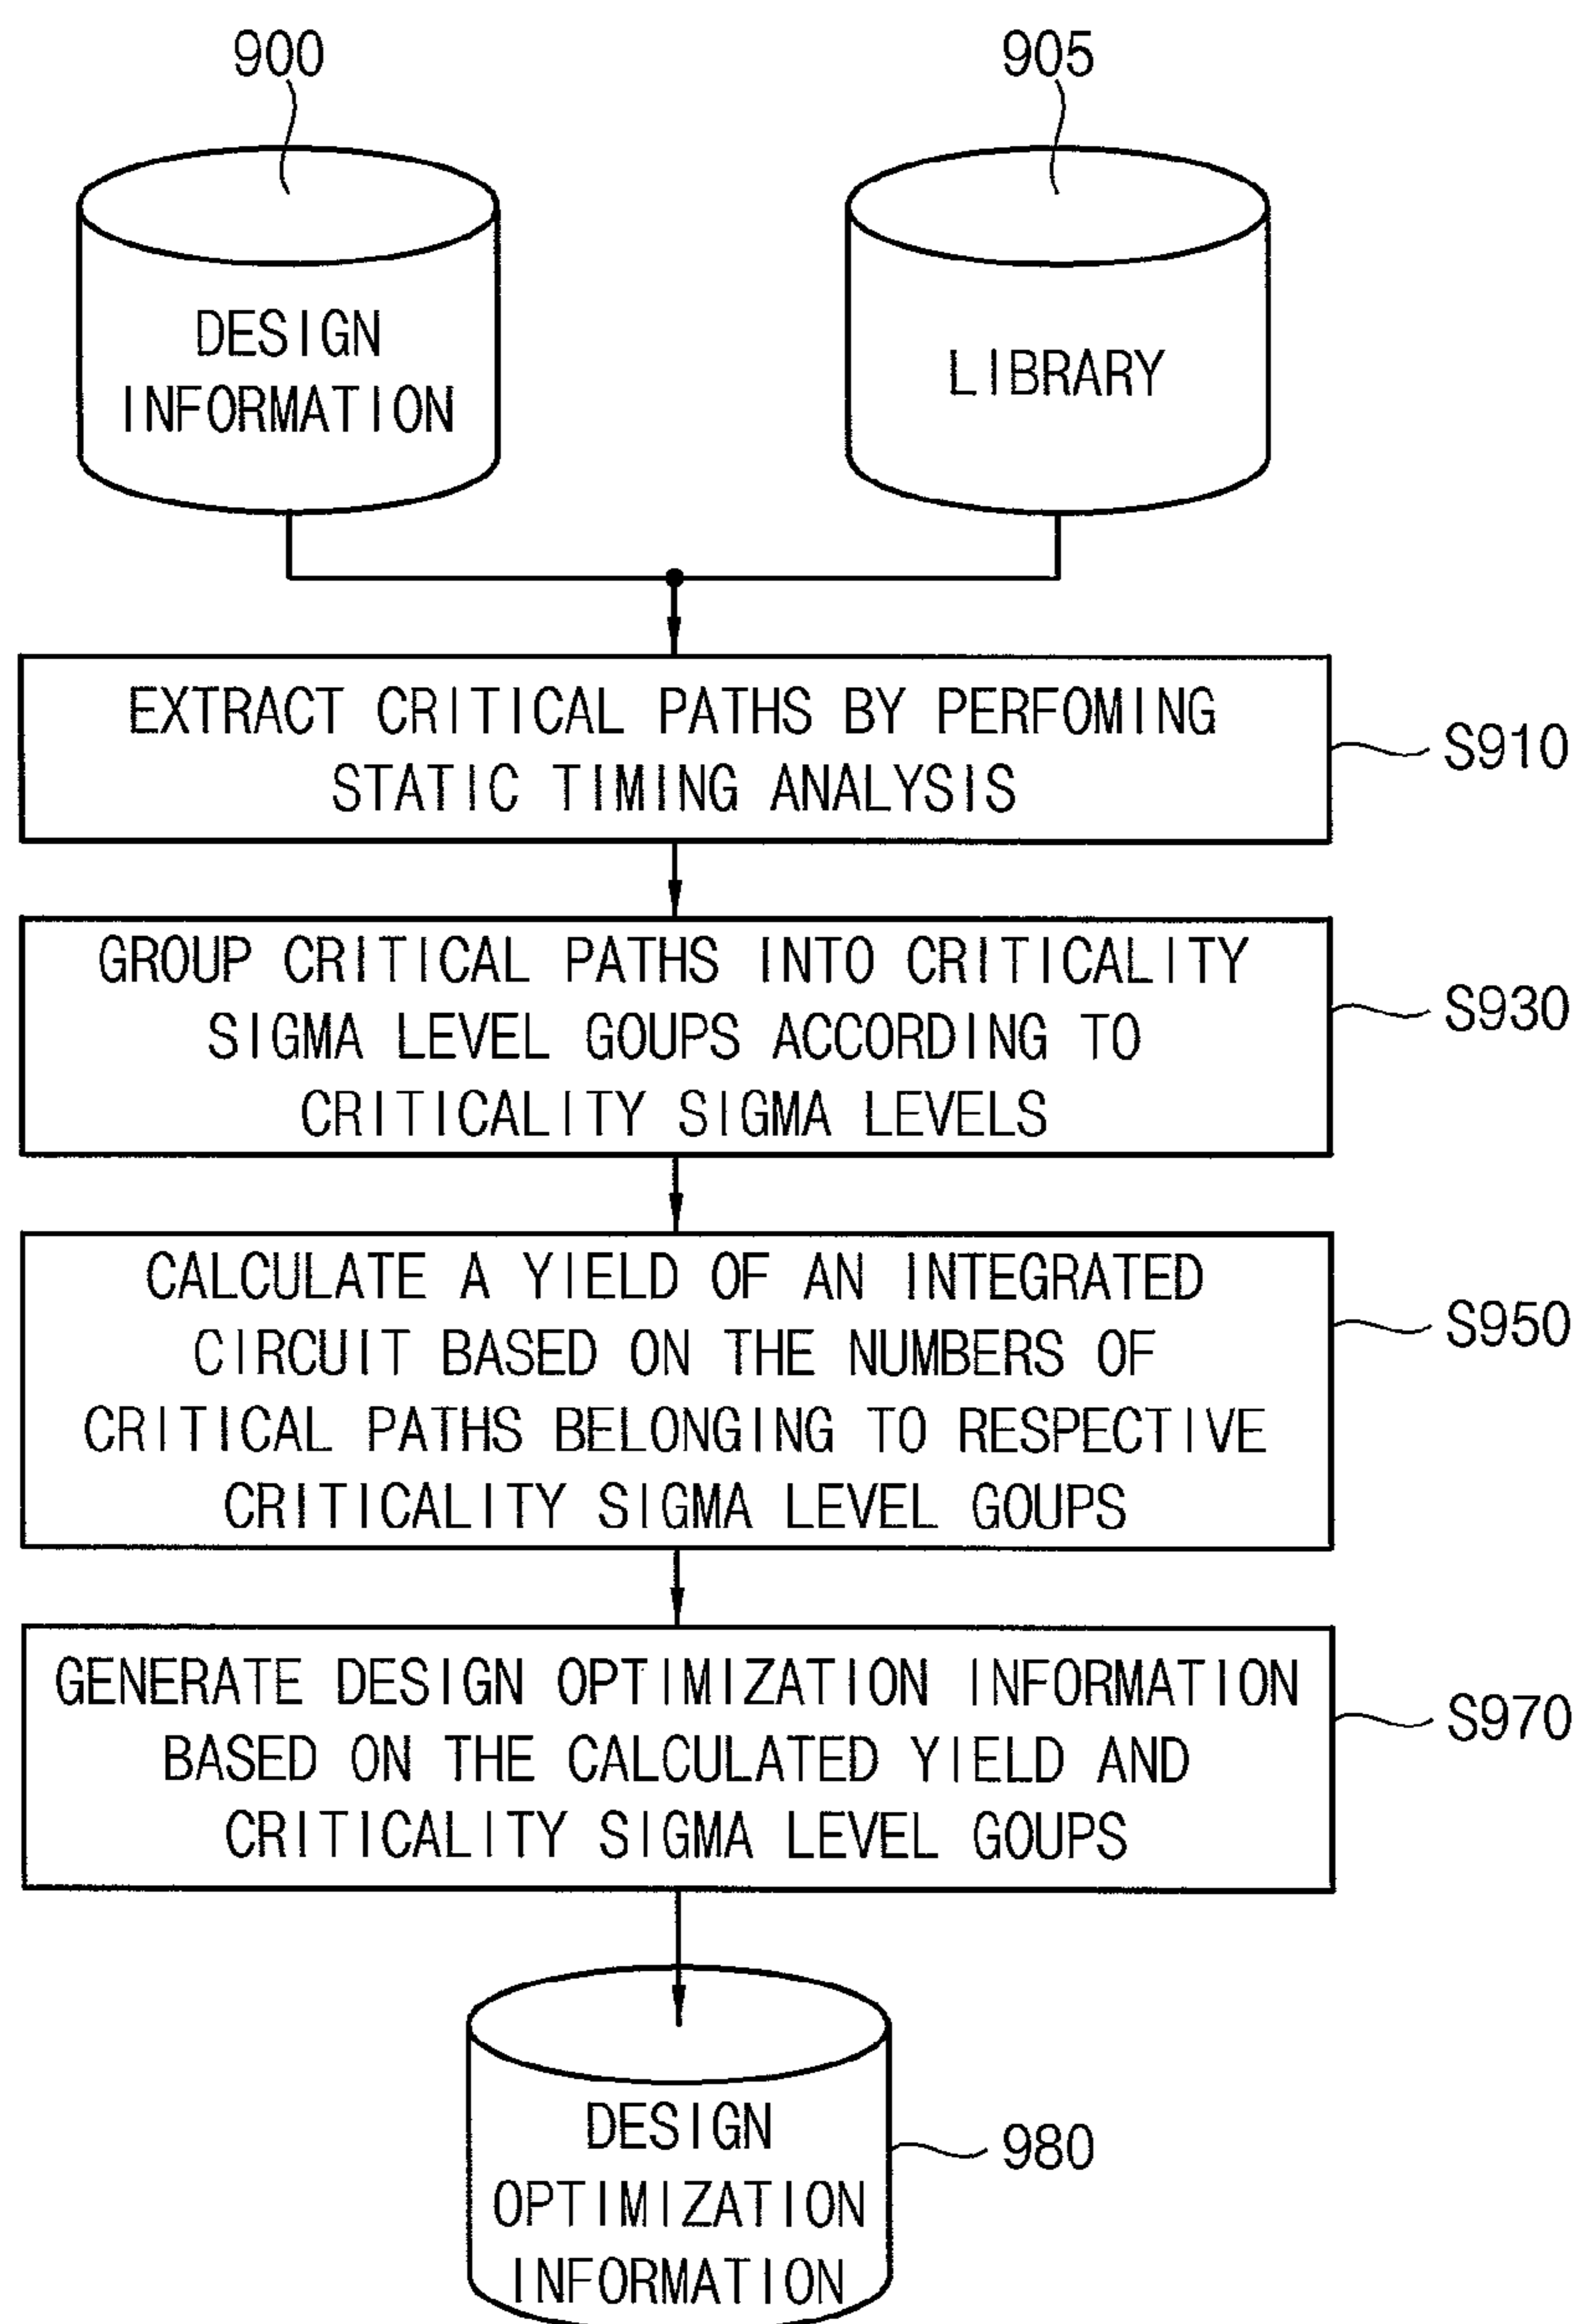 900
905
DESIGN
INFORMATION
LIBRARY
EXTRACT CRITICAL PATHS BY PERFOMING
STATIC TIMING ANALYSIS
S910
GROUP CRITICAL PATHS INTO CRITICALITY
SIGMA LEVEL GOUPS ACCORDING TO
CRITICALITY SIGMA LEVELS
S930
CALCULATE A YIELD OF AN INTEGRATED
CIRCUIT BASED ON THE NUMBERS OF
CRITICAL PATHS BELONGING TO RESPECTIVE
CRITICALITY SIGMA LEVEL GOUPS
S950
GENERATE DESIGN OPTIMIZATION INFORMATION
BASED ON THE CALCULATED YIELD AND
CRITICALITY SIGMA LEVEL GOUPS
S970
DESIGN
OPTIMIZATION
INFORMATION
980